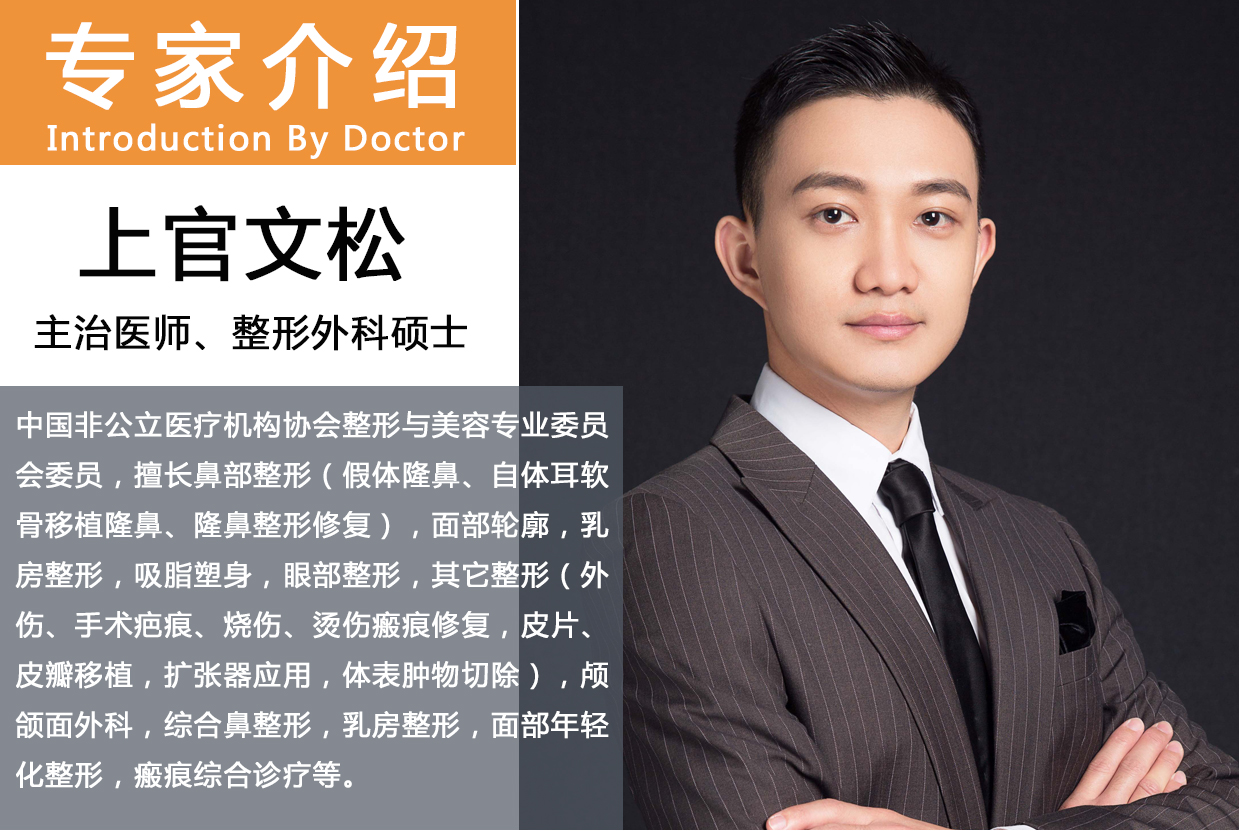 专家介绍
Introduction By Doctor
上官文松
主治医师、整形外科硕士
中国非公立医疗机构协会整形与美容专业委员
会委员，擅长鼻部整形（假体隆鼻、自体耳软
骨移植隆鼻、隆鼻整形修复），面部轮廓，乳
房整形，吸脂塑身，眼部整形，其它整形（外
伤、手术疤痕、烧伤、烫伤瘢痕修复，皮片、
皮瓣移植，扩张器应用，体表肿物切除），颅
颌面外科，综合鼻整形，乳房整形，面部年轻
化整形，瘢痕综合诊疗等。